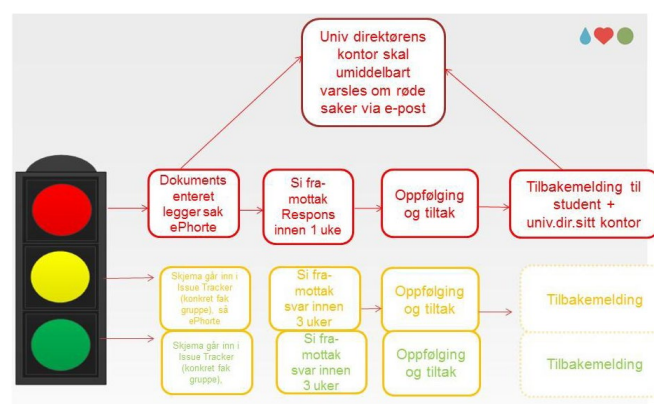 Univ direktørens
kontor skal
umiddelbart
varsles om røde
saker via e-post
Dokuments
enteret
legger sak
ePhorte
Si fra-
mottak
Respons
innen 1 uke
Oppfølging
og tiltak
Tilbakemelding til
student +
univ.dir.sitt kontor
Skjema går inn i
Issue Tracker
(konkret fak
gruppe), så
ePhorte
Si fra-
mottak
svar innen
3 uker
Oppfølging
og tiltak
Tilbakemelding
Skjema går inn i
Issue Tracker
(konkret fak
gruppe),
Si fra-
mottak
svar innen
3 uker
Oppfølging
og tiltak
Tilbakemelding